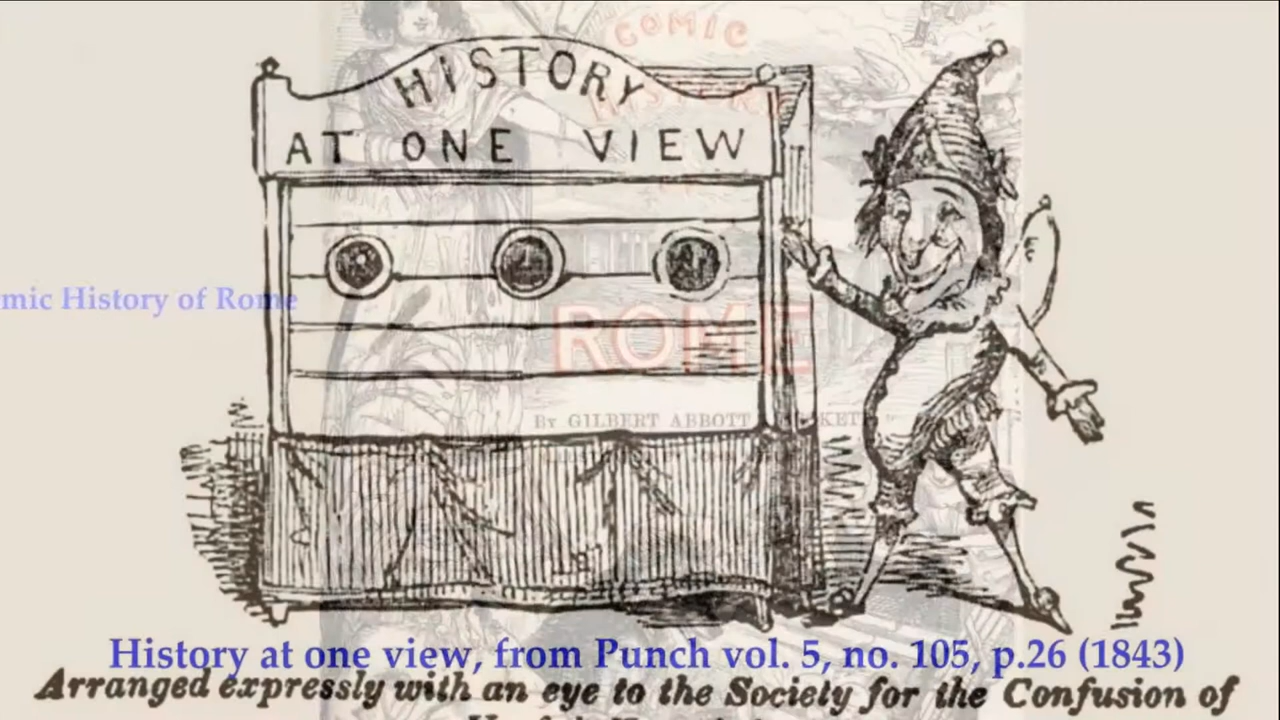 COMIC
HISTORY
AT ONE VIEW
mic History of Rome
ROME
BY GILBERT ABBOTT
History at one view, from Punch vol. 5, no. 105, p.26 (1843)
Arranged expressly with an eye to the Society for the Confusion of